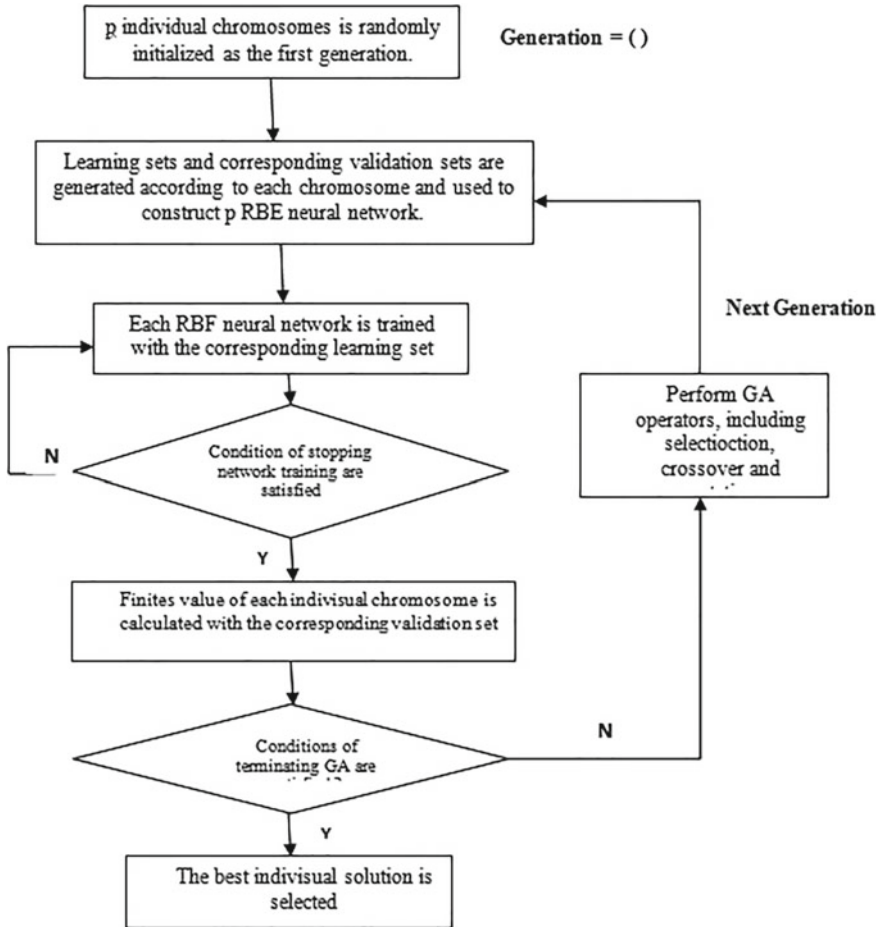 p individual chromosomes is randomly
initialized as the first generation.
Generation = ( )
Learning sets and corresponding validation sets are
generated according to each chromosome and used to
construct p RBE neural network.
Next Generation
Each RBF neural network is trained
with the corresponding learning set
Perform GA
operators, including
selectioction,
crossover and
N
Condition of stopping
network training are
satisfied
Y
Finites value of each indivisual chromosome is
calculated with the corresponding validation set
N
Conditions of
terminating GA are
Y
The best indivisual solution is
selected